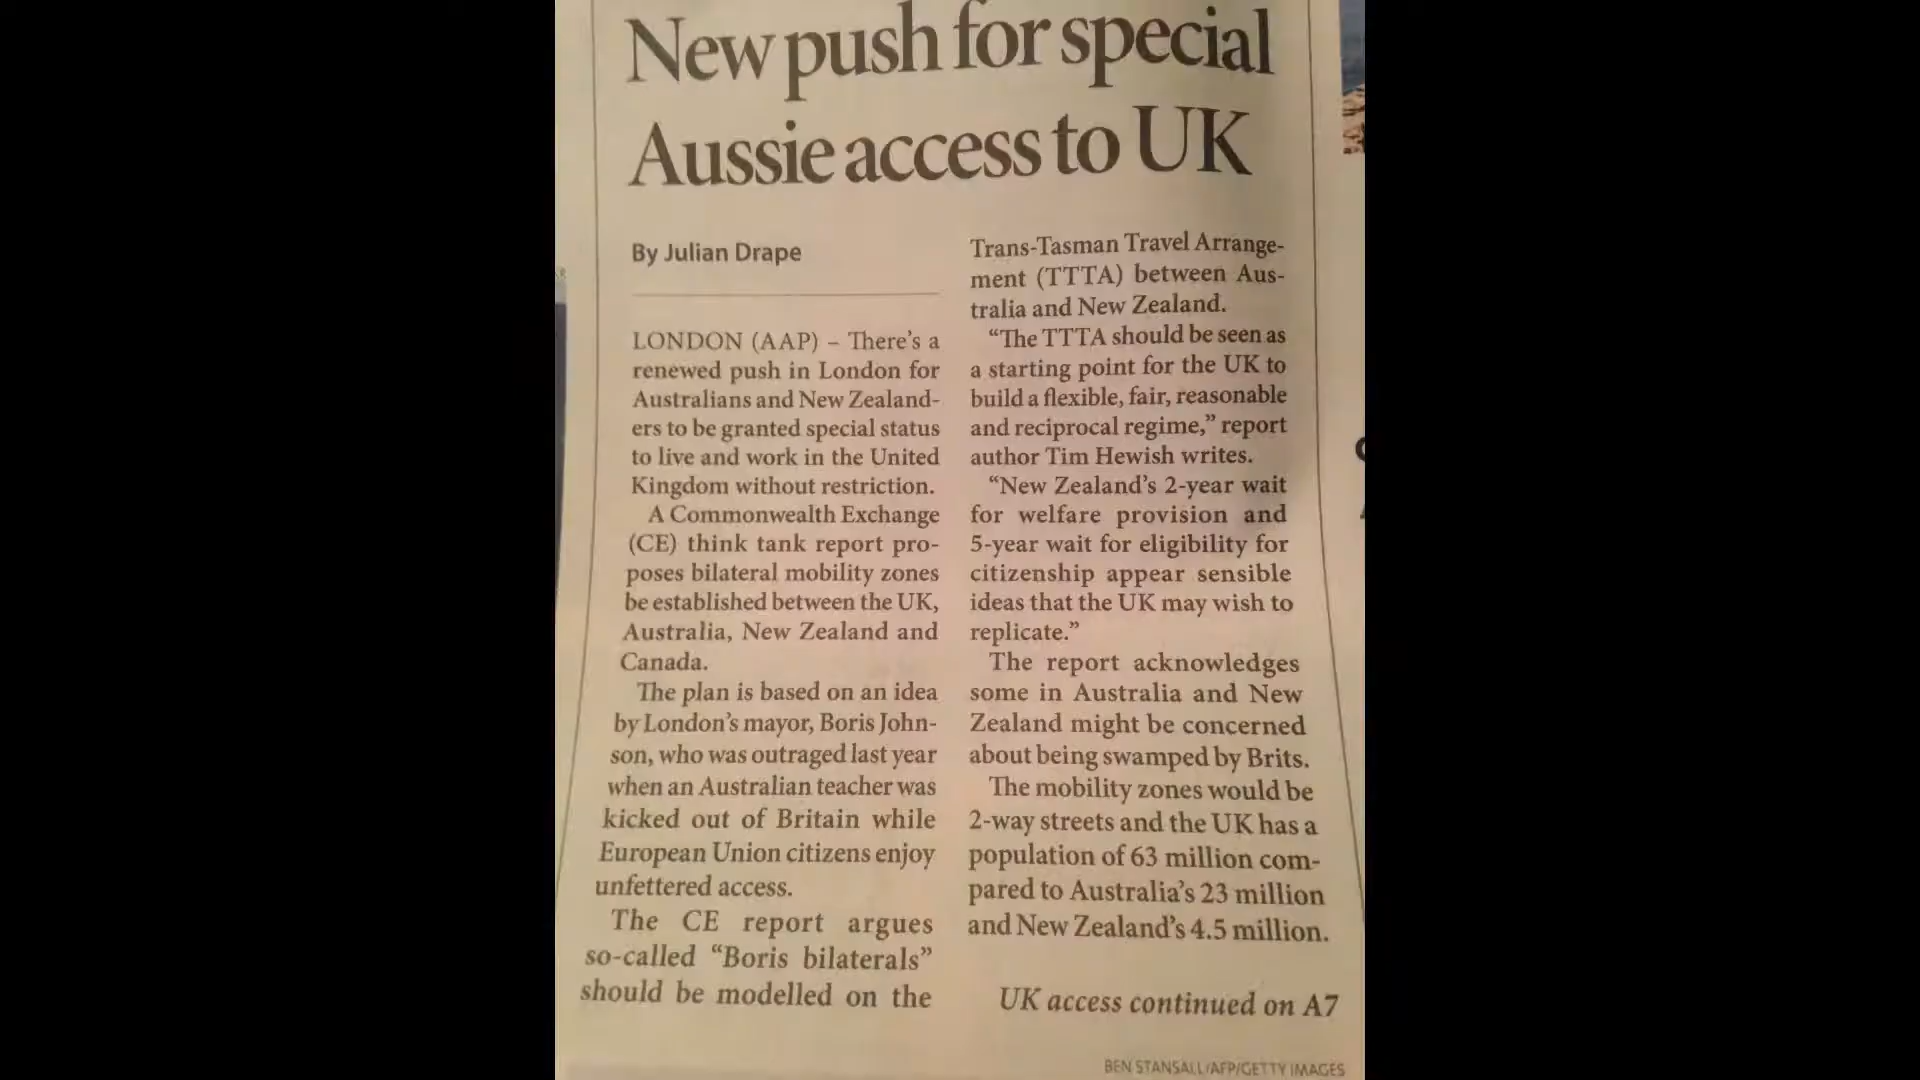 New push for special
Aussie access to UK
By Julian Drape
LONDON (AAP) – There's a
renewed push in London for
Australians and New Zealand-
ers to be granted special status
to live and work in the United
Kingdom without restriction.
A Commonwealth Exchange
(CE) think tank report pro-
poses bilateral mobility zones
be established between the UK,
Australia, New Zealand and
Canada.
The plan is based on an idea
by London's mayor, Boris John-
son, who was outraged last year
when an Australian teacher was
kicked out of Britain while
European Union citizens enjoy
unfettered access.
The CE report argues
so-called “Boris bilaterals”
should be modelled on the
Trans-Tasman Travel Arrange-
ment (TTTA) between Aus-
tralia and New Zealand.
“The TTTA should be seen as
a starting point for the UK to
build a flexible, fair, reasonable
and reciprocal regime,” report
author Tim Hewish writes.
“New Zealand's 2-year wait
for welfare provision and
5-year wait for eligibility for
citizenship appear sensible
ideas that the UK may wish to
replicate.”
The report acknowledges
some in Australia and New
Zealand might be concerned
about being swamped by Brits.
The mobility zones would be
2-way streets and the UK has a
population of 63 million com-
pared to Australia's 23 million
and New Zealand's 4.5 million.
UK access continued on A7
BEN STANSALL/AFP/GETTY IMAGES